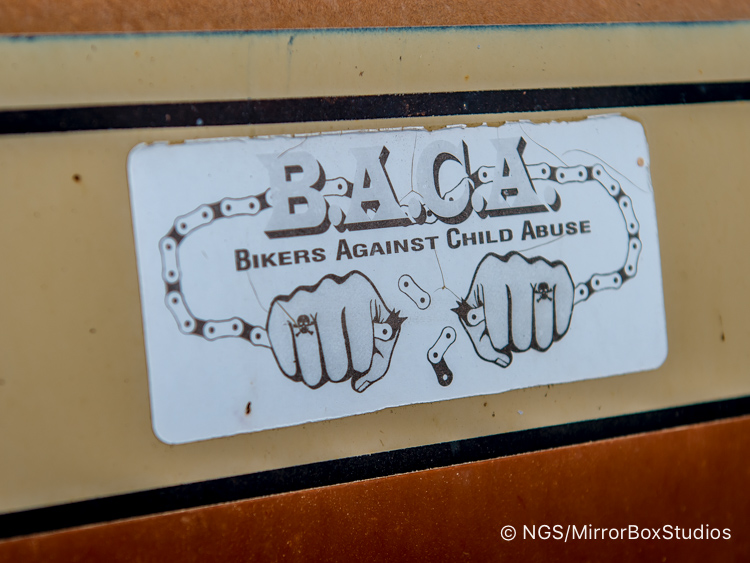 B.A.C.A.
BIKERS AGAINST CHILD ABUSE
© NGS/MirrorBoxStudios